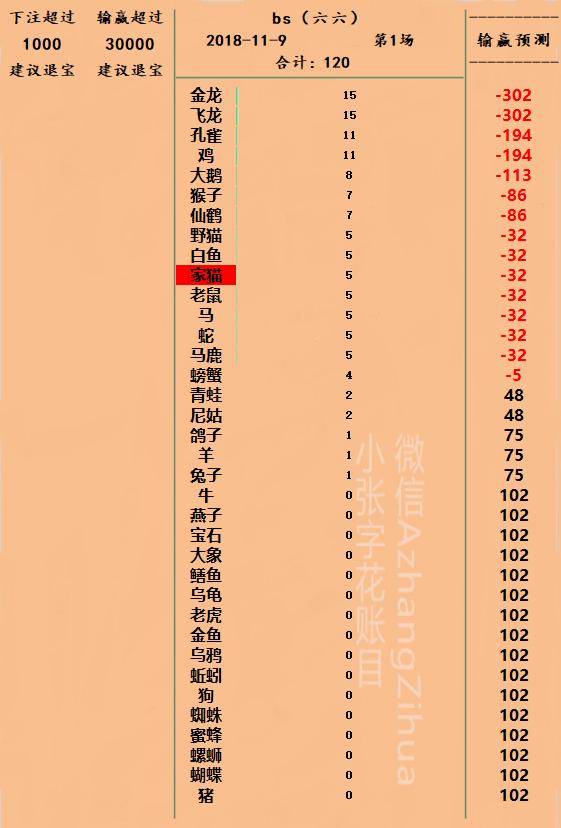 下注超过 输赢超过
1000 30000
建议退宝 建议退宝
bs（六六）
2018-11-9 第1场
合计：120
------------
输赢预测
------------
金龙 15 -302
飞龙 15 -302
孔雀 11 -194
鸡 11 -194
大鹅 8 -113
猴子 7 -86
仙鹤 7 -86
野猫 5 -32
白鱼 5 -32
家猫 5 -32
老鼠 5 -32
马 5 -32
蛇 5 -32
马鹿 5 -32
螃蟹 4 -5
青蛙 2 48
尼姑 2 48
鸽子 1 75
羊 1 75
兔子 1 75
牛 0 102
燕子 0 102
宝石 0 102
大象 0 102
鳝鱼 0 102
乌龟 0 102
老虎 0 102
金鱼 0 102
乌鸦 0 102
蚯蚓 0 102
狗 0 102
蜘蛛 0 102
蜜蜂 0 102
螺蛳 0 102
蝴蝶 0 102
猪 0 102
微信AzhangZihua
小张字花账目